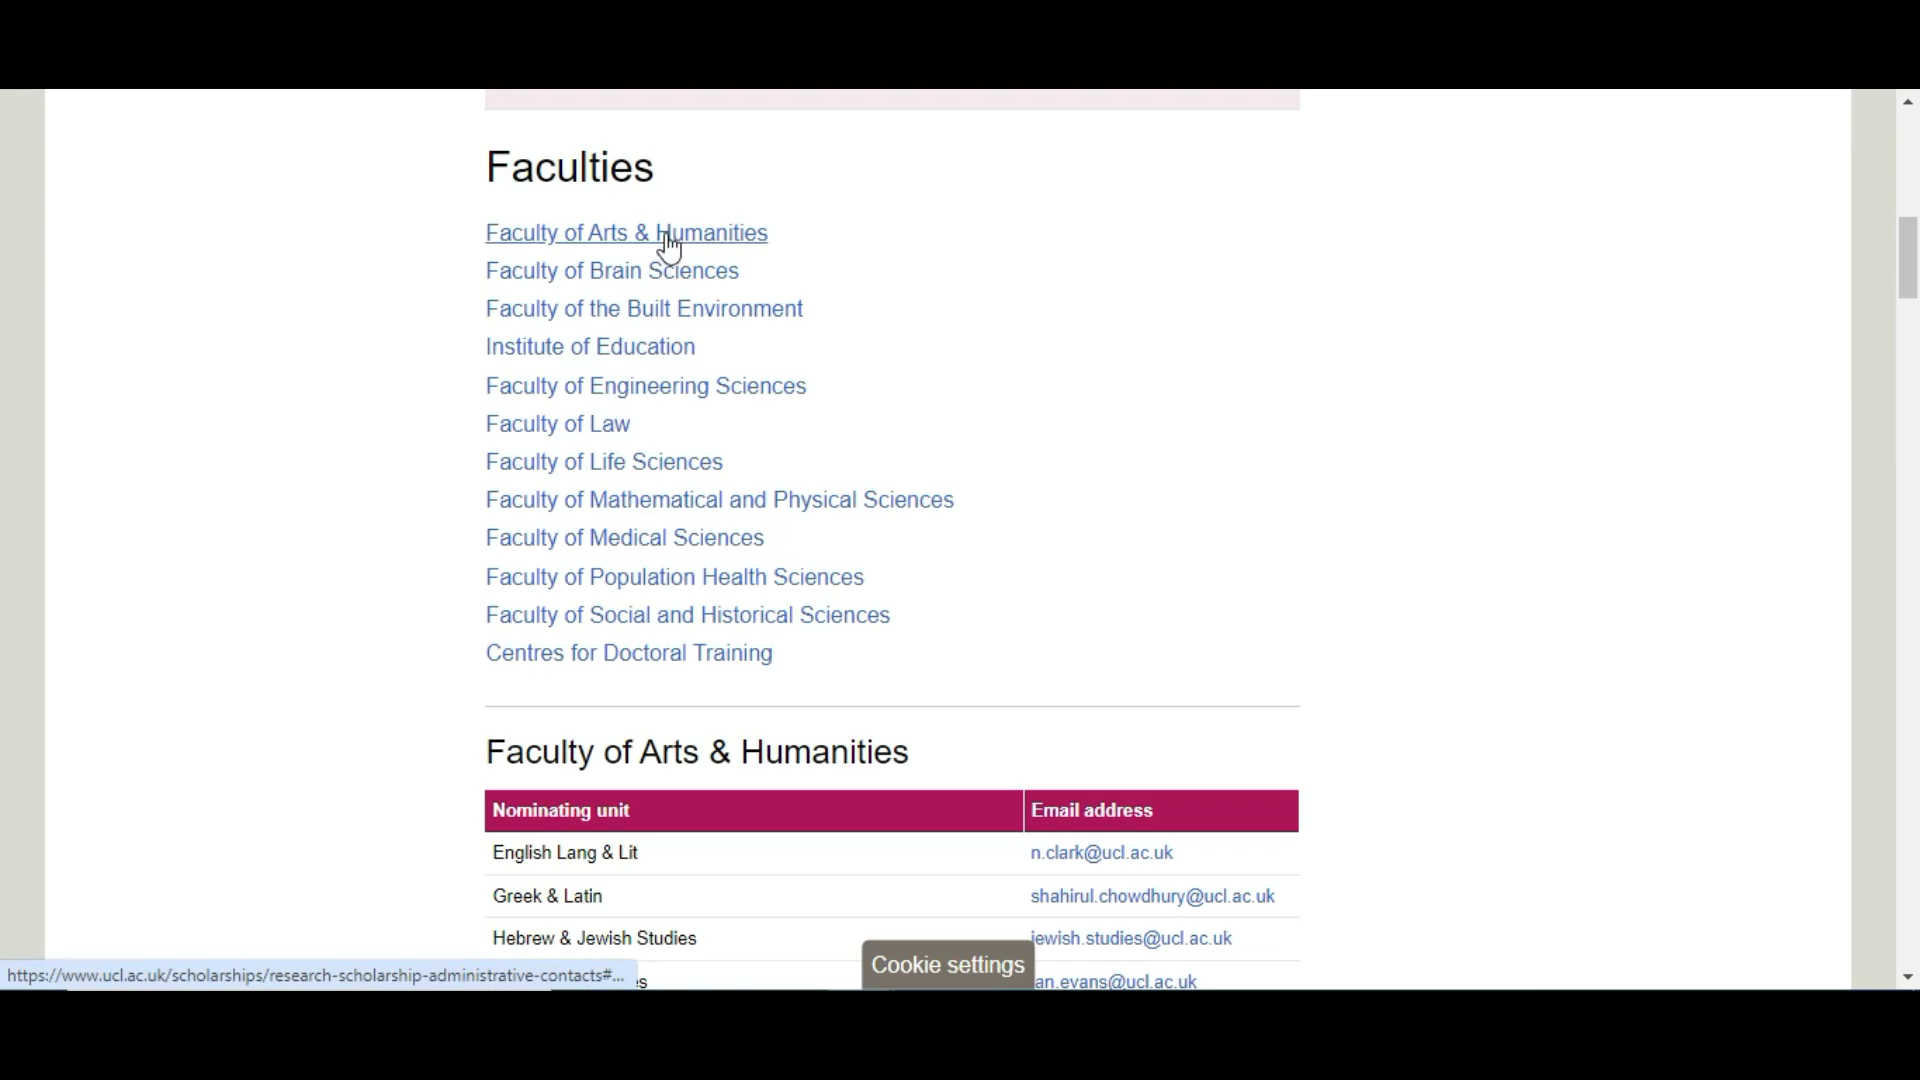 Faculties
Faculty of Arts & Humanities
Faculty of Brain Sciences
Faculty of the Built Environment
Institute of Education
Faculty of Engineering Sciences
Faculty of Law
Faculty of Life Sciences
Faculty of Mathematical and Physical Sciences
Faculty of Medical Sciences
Faculty of Population Health Sciences
Faculty of Social and Historical Sciences
Centres for Doctoral Training
Faculty of Arts & Humanities
Nominating unit Email address
English Lang & Lit n.clark@ucl.ac.uk
Greek & Latin shahirul.chowdhury@ucl.ac.uk
Hebrew & Jewish Studies jewish.studies@ucl.ac.uk
Cookie settings
https://www.ucl.ac.uk/scholarships/research-scholarship-administrative-contacts#...